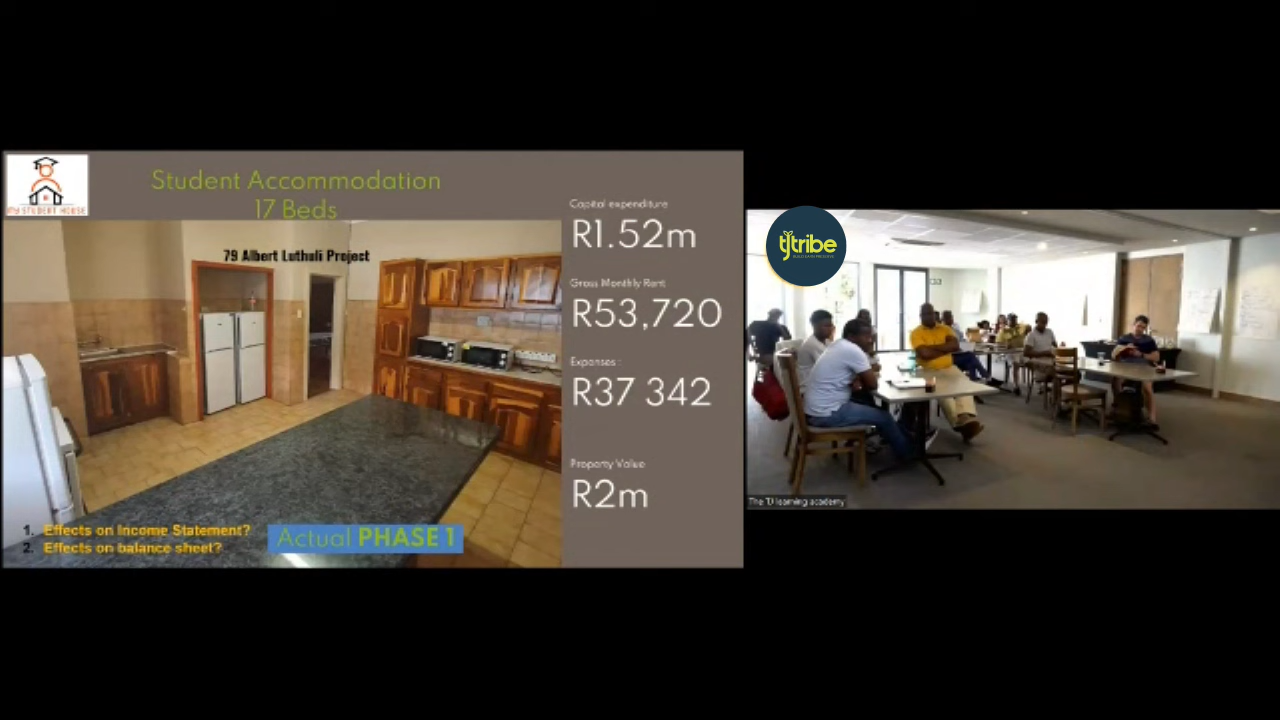 MY STUDENT HOUSE
Student Accommodation
17 Beds
79 Albert Luthuli Project
1. Effects on Income Statement?
2. Effects on balance sheet?
Actual PHASE 1
Capital expenditure
R1.52m
Gross Monthly Rent
R53,720
Expenses :
R37 342
Property Value
R2m
tjtribe
The TJ learning academy